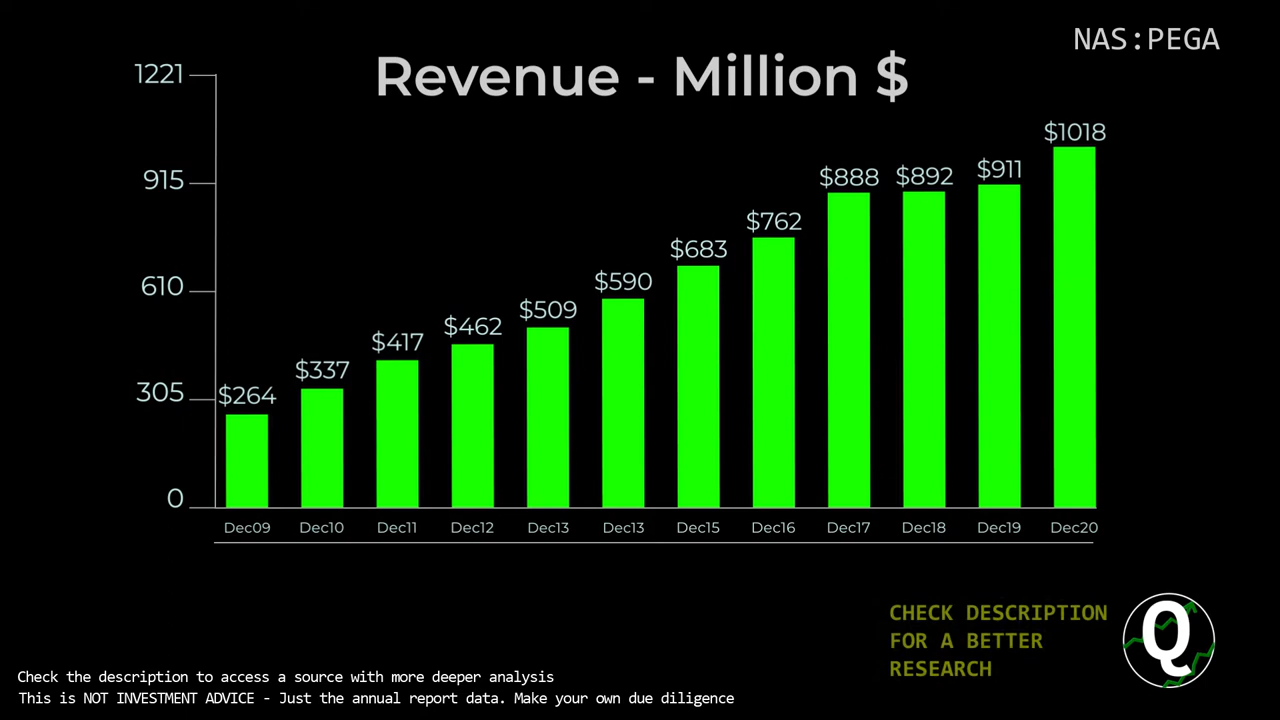 NAS:PEGA
Revenue - Million $
1221
915
610
305
0
$264
$337
$417
$462
$509
$590
$683
$762
$888
$892
$911
$1018
Dec09 Dec10 Dec11 Dec12 Dec13 Dec13 Dec15 Dec16 Dec17 Dec18 Dec19 Dec20
CHECK DESCRIPTION
FOR A BETTER
RESEARCH
Q
Check the description to access a source with more deeper analysis
This is NOT INVESTMENT ADVICE - Just the annual report data. Make your own due diligence